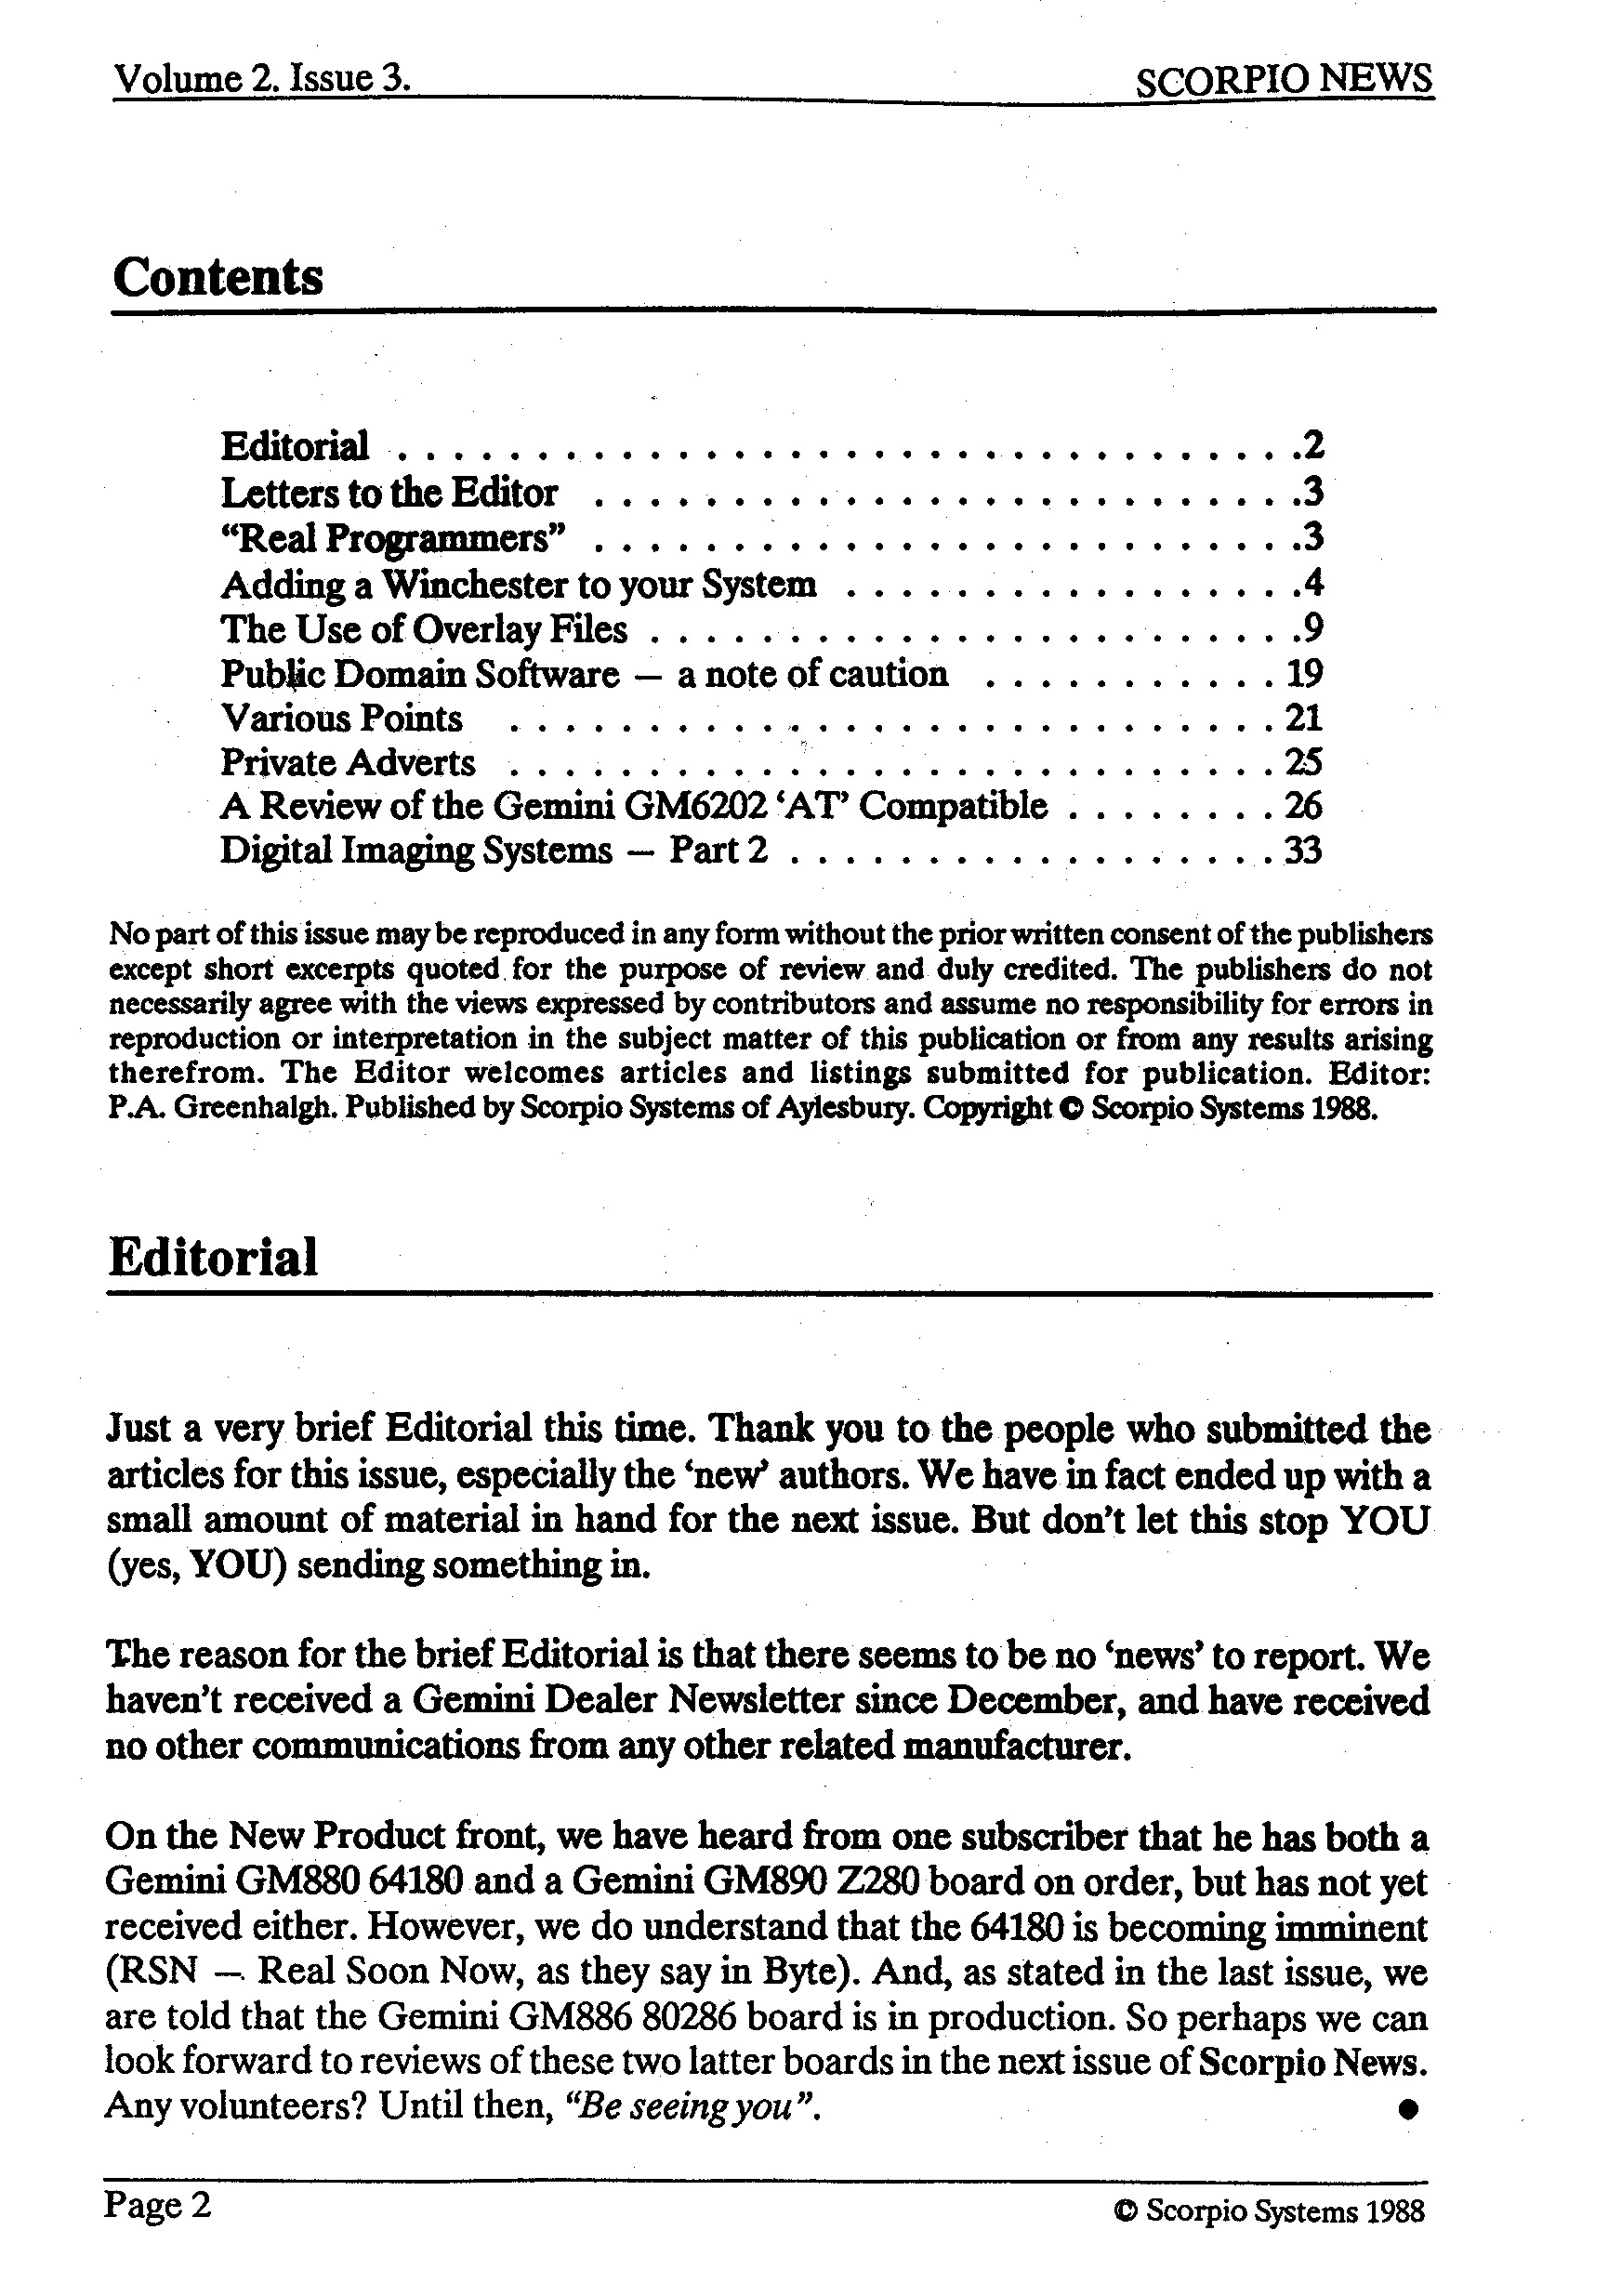 Volume 2. Issue 3. SCORPIO NEWS
Contents
Editorial . . . . . . . . . . . . . . . . . . . . . . . . . . . . . . . . .2
Letters to the Editor . . . . . . . . . . . . . . . . . . . . . . . . . .3
“Real Programmers” . . . . . . . . . . . . . . . . . . . . . . . . . .3
Adding a Winchester to your System . . . . . . . . . . . . . . . . .4
The Use of Overlay Files . . . . . . . . . . . . . . . . . . . . . . . .9
Public Domain Software — a note of caution . . . . . . . . . . . 19
Various Points . . . . . . . . . . . . . . . . . . . . . . . . . . . . 21
Private Adverts . . . . . . . . . . . . . . . . . . . . . . . . . . . . 25
A Review of the Gemini GM6202 ‘AT’ Compatible . . . . . . . . 26
Digital Imaging Systems — Part 2 . . . . . . . . . . . . . . . . . . 33
No part of this issue may be reproduced in any form without the prior written consent of the publishers
except short excerpts quoted for the purpose of review and duly credited. The publishers do not
necessarily agree with the views expressed by contributors and assume no responsibility for errors in
reproduction or interpretation in the subject matter of this publication or from any results arising
therefrom. The Editor welcomes articles and listings submitted for publication. Editor:
P.A. Greenhalgh. Published by Scorpio Systems of Aylesbury. Copyright © Scorpio Systems 1988.
Editorial
Just a very brief Editorial this time. Thank you to the people who submitted the
articles for this issue, especially the ‘new’ authors. We have in fact ended up with a
small amount of material in hand for the next issue. But don’t let this stop YOU
(yes, YOU) sending something in.
The reason for the brief Editorial is that there seems to be no ‘news’ to report. We
haven’t received a Gemini Dealer Newsletter since December, and have received
no other communications from any other related manufacturer.
On the New Product front, we have heard from one subscriber that he has both a
Gemini GM880 64180 and a Gemini GM890 Z280 board on order, but has not yet
received either. However, we do understand that the 64180 is becoming imminent
(RSN — Real Soon Now, as they say in Byte). And, as stated in the last issue, we
are told that the Gemini GM886 80286 board is in production. So perhaps we can
look forward to reviews of these two latter boards in the next issue of Scorpio News.
Any volunteers? Until then, “Be seeing you”. ●
Page 2 © Scorpio Systems 1988